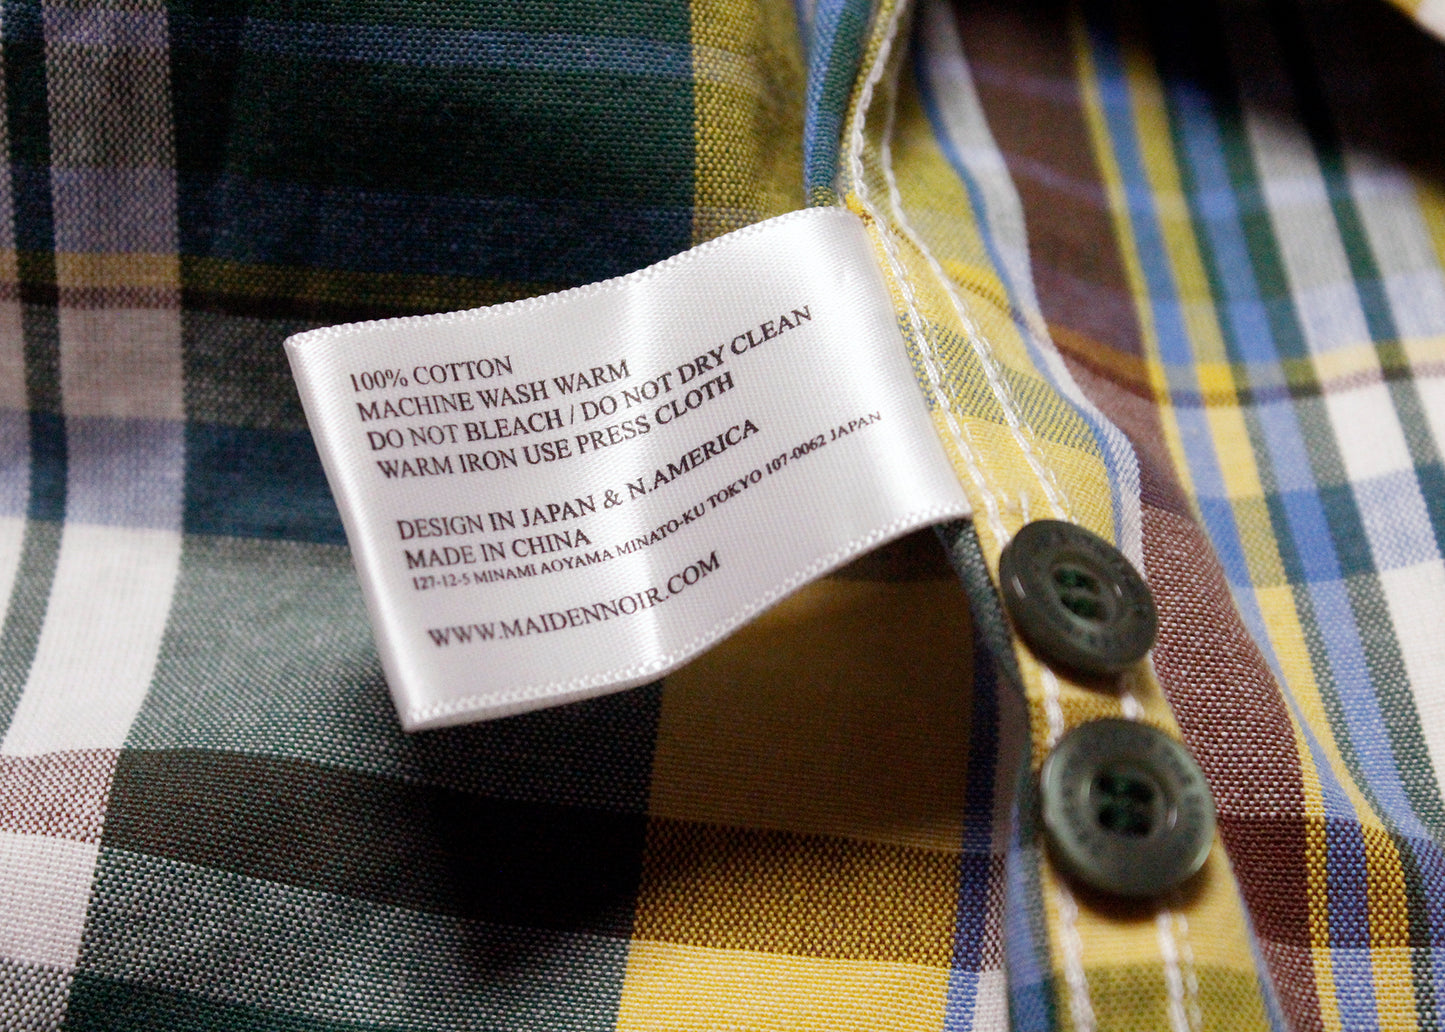 100% COTTON
MACHINE WASH WARM
DO NOT BLEACH / DO NOT DRY CLEAN
WARM IRON USE PRESS CLOTH
DESIGN IN JAPAN & N.AMERICA
MADE IN CHINA
127-12-5 MINAMI AOYAMA MINATO-KU TOKYO 107-0062 JAPAN
WWW.MAIDENNOIR.COM